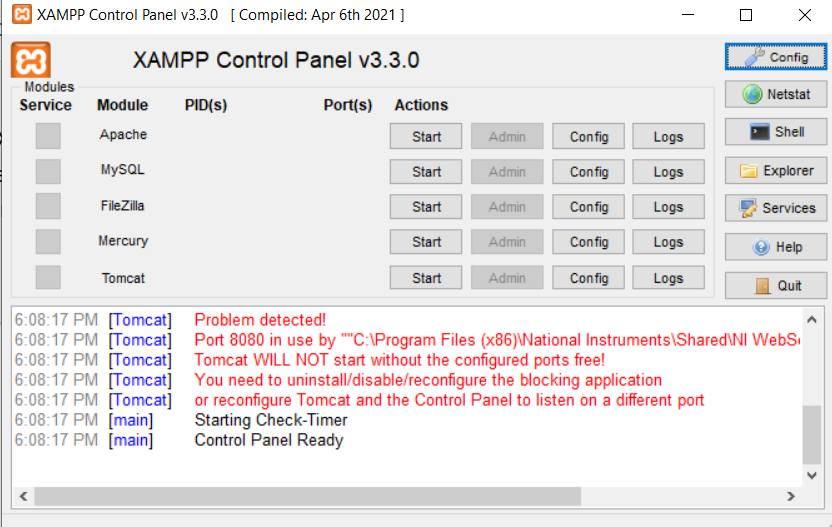 XAMPP Control Panel v3.3.0 [ Compiled: Apr 6th 2021 ]
XAMPP Control Panel v3.3.0
Config
Modules
Service Module PID(s) Port(s) Actions
Netstat
Apache Start Admin Config Logs
Shell
MySQL Start Admin Config Logs
Explorer
FileZilla Start Admin Config Logs
Services
Mercury Start Admin Config Logs
Help
Tomcat Start Admin Config Logs
Quit
6:08:17 PM [Tomcat] Problem detected!
6:08:17 PM [Tomcat] Port 8080 in use by ""C:\Program Files (x86)\National Instruments\Shared\NI WebSe
6:08:17 PM [Tomcat] Tomcat WILL NOT start without the configured ports free!
6:08:17 PM [Tomcat] You need to uninstall/disable/reconfigure the blocking application
6:08:17 PM [Tomcat] or reconfigure Tomcat and the Control Panel to listen on a different port
6:08:17 PM [main] Starting Check-Timer
6:08:17 PM [main] Control Panel Ready